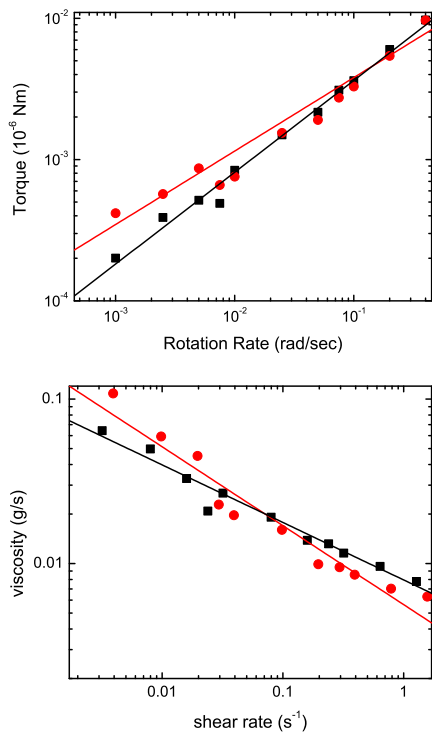 10⁻²
10⁻³
10⁻⁴
Torque (10⁻⁶ Nm)
10⁻³ 10⁻² 10⁻¹
Rotation Rate (rad/sec)
0.1
0.01
viscosity (g/s)
0.01 0.1 1
shear rate (s⁻¹)